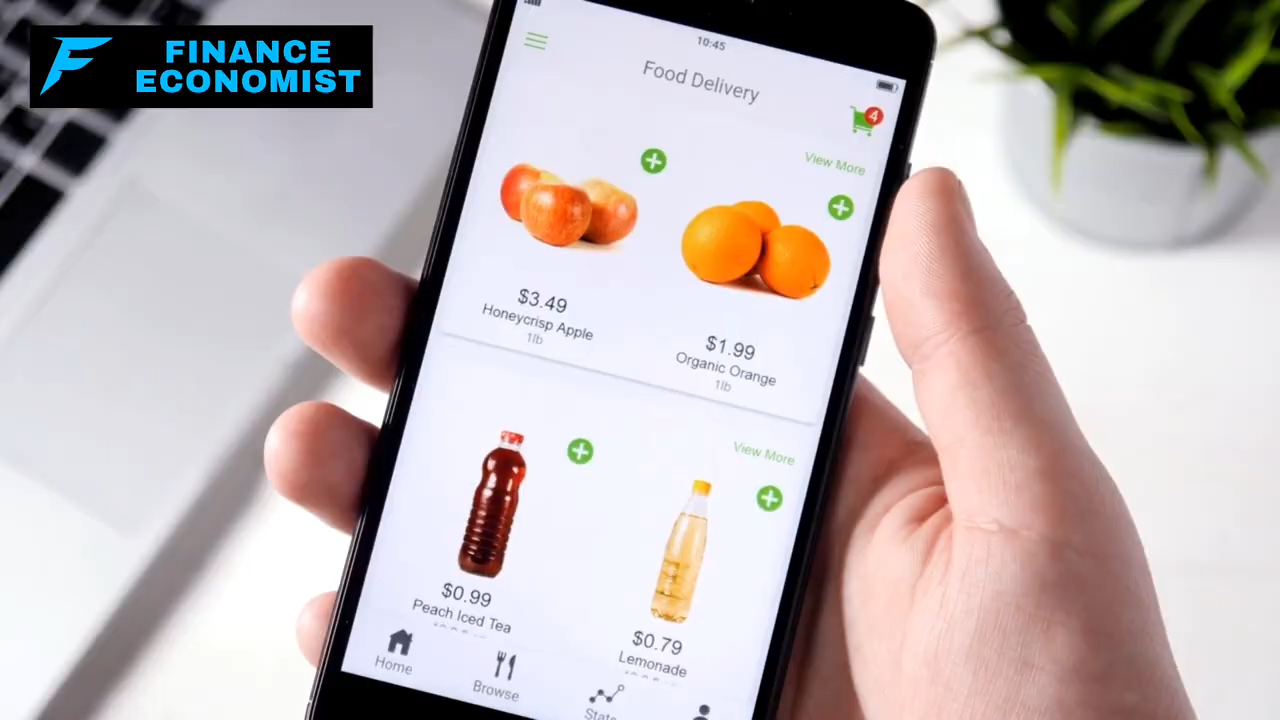 FINANCE
ECONOMIST
10:45
Food Delivery
4
View More
$3.49
Honeycrisp Apple
1lb
$1.99
Organic Orange
1lb
View More
$0.99
Peach Iced Tea
$0.79
Lemonade
Home
Browse
Stats